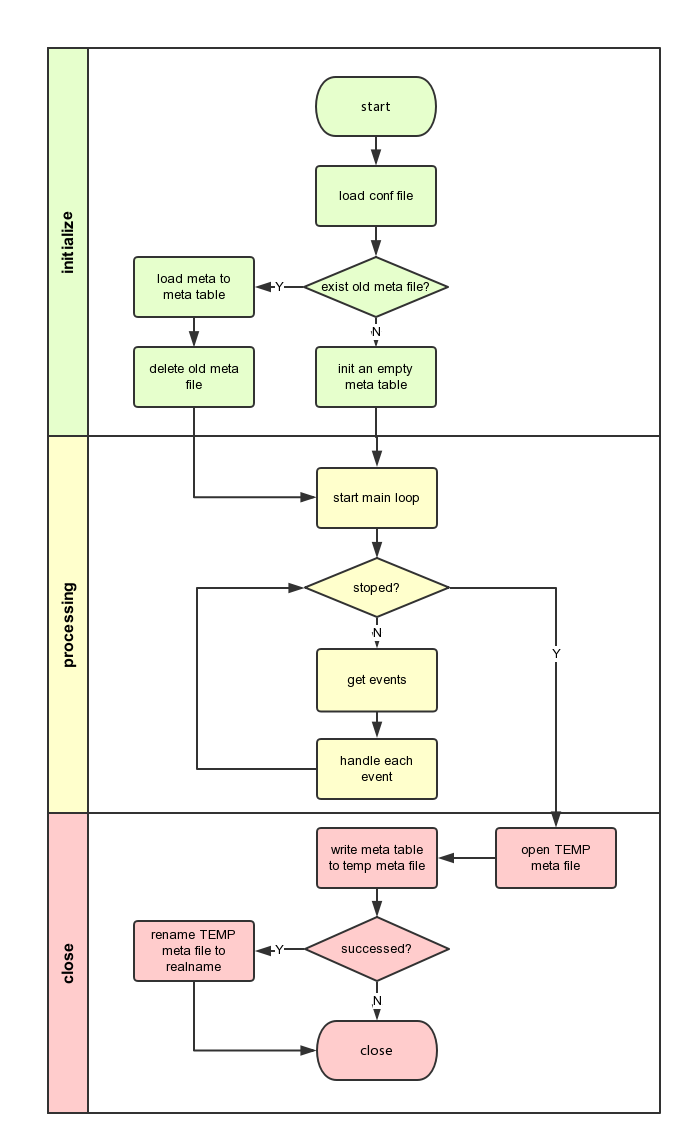 initialize
start
load conf file
exist old meta file?
Y
N
load meta to
meta table
delete old meta
file
init an empty
meta table
processing
start main loop
stoped?
N
Y
get events
handle each
event
close
write meta table
to temp meta file
open TEMP
meta file
successed?
Y
N
rename TEMP
meta file to
realname
close